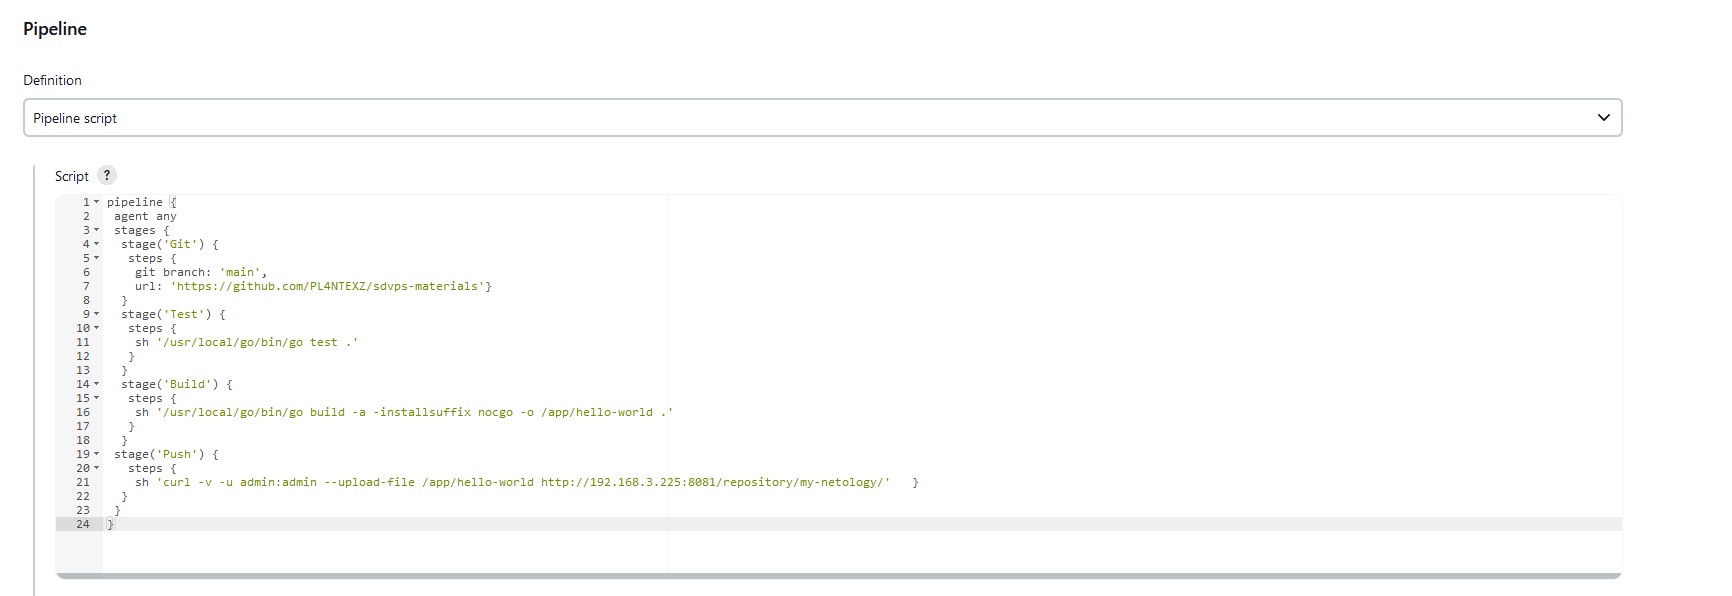 Pipeline
Definition
Pipeline script
Script ?
1 pipeline {
2  agent any
3  stages {
4   stage('Git') {
5    steps {
6     git branch: 'main',
7     url: 'https://github.com/PL4NTEXZ/sdvps-materials'}
8   }
9   stage('Test') {
10    steps {
11     sh '/usr/local/go/bin/go test .'
12    }
13   }
14   stage('Build') {
15    steps {
16     sh '/usr/local/go/bin/go build -a -installsuffix nocgo -o /app/hello-world .'
17    }
18   }
19  stage('Push') {
20    steps {
21     sh 'curl -v -u admin:admin --upload-file /app/hello-world http://192.168.3.225:8081/repository/my-netology/'   }
22   }
23  }
24 }